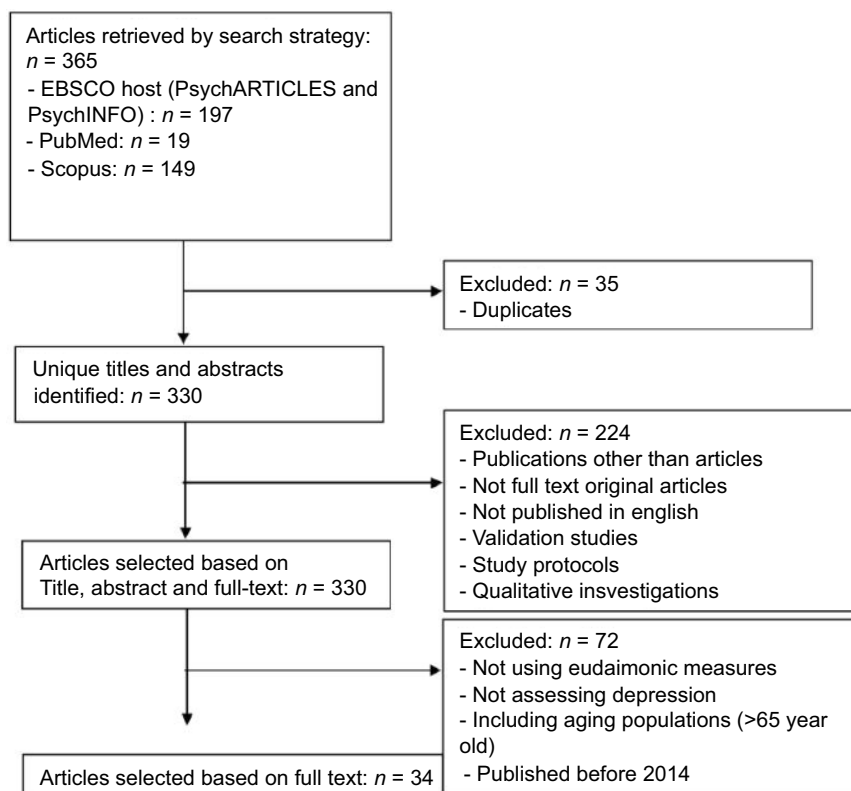 Articles retrieved by search strategy:
n = 365
- EBSCO host (PsychARTICLES and
PsychINFO) : n = 197
- PubMed: n = 19
- Scopus: n = 149
Excluded: n = 35
- Duplicates
Unique titles and abstracts
identified: n = 330
Excluded: n = 224
- Publications other than articles
- Not full text original articles
- Not published in english
- Validation studies
- Study protocols
- Qualitative insvestigations
Articles selected based on
Title, abstract and full-text: n = 330
Excluded: n = 72
- Not using eudaimonic measures
- Not assessing depression
- Including aging populations (>65 year
old)
- Published before 2014
Articles selected based on full text: n = 34